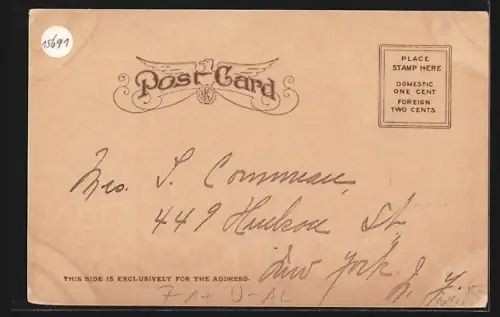 15691
Post Card
PLACE
STAMP HERE
DOMESTIC
ONE CENT
FOREIGN
TWO CENTS
Mrs. S. Commeau,
449 Hudson St.
New York.
N. Y.
THIS SIDE IS EXCLUSIVELY FOR THE ADDRESS.